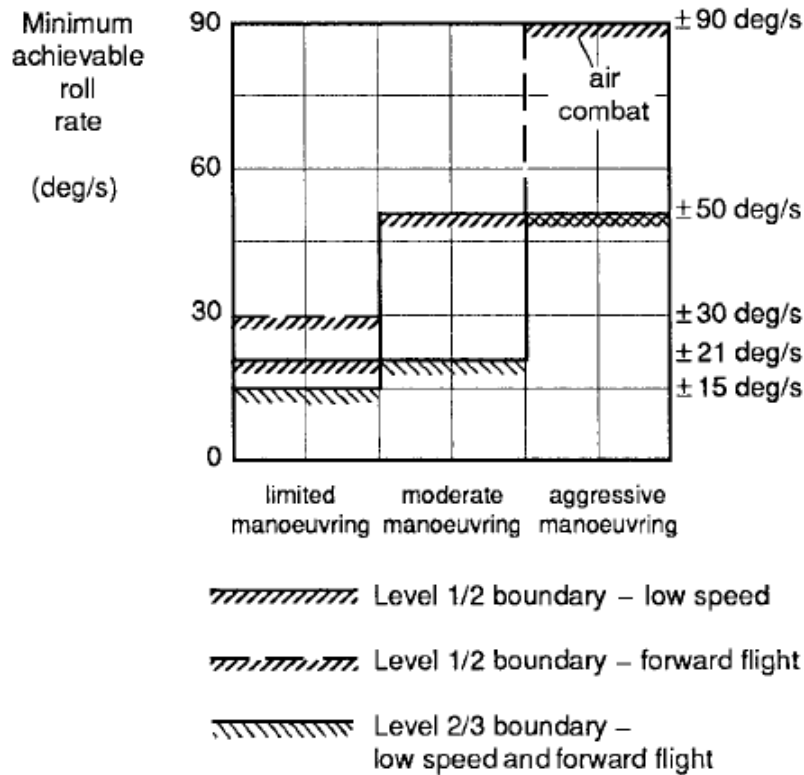 Minimum
achievable
roll
rate
(deg/s)
90
60
30
0
± 90 deg/s
air
combat
± 50 deg/s
± 30 deg/s
± 21 deg/s
± 15 deg/s
limited
manoeuvring
moderate
manoeuvring
aggressive
manoeuvring
Level 1/2 boundary – low speed
Level 1/2 boundary – forward flight
Level 2/3 boundary –
low speed and forward flight